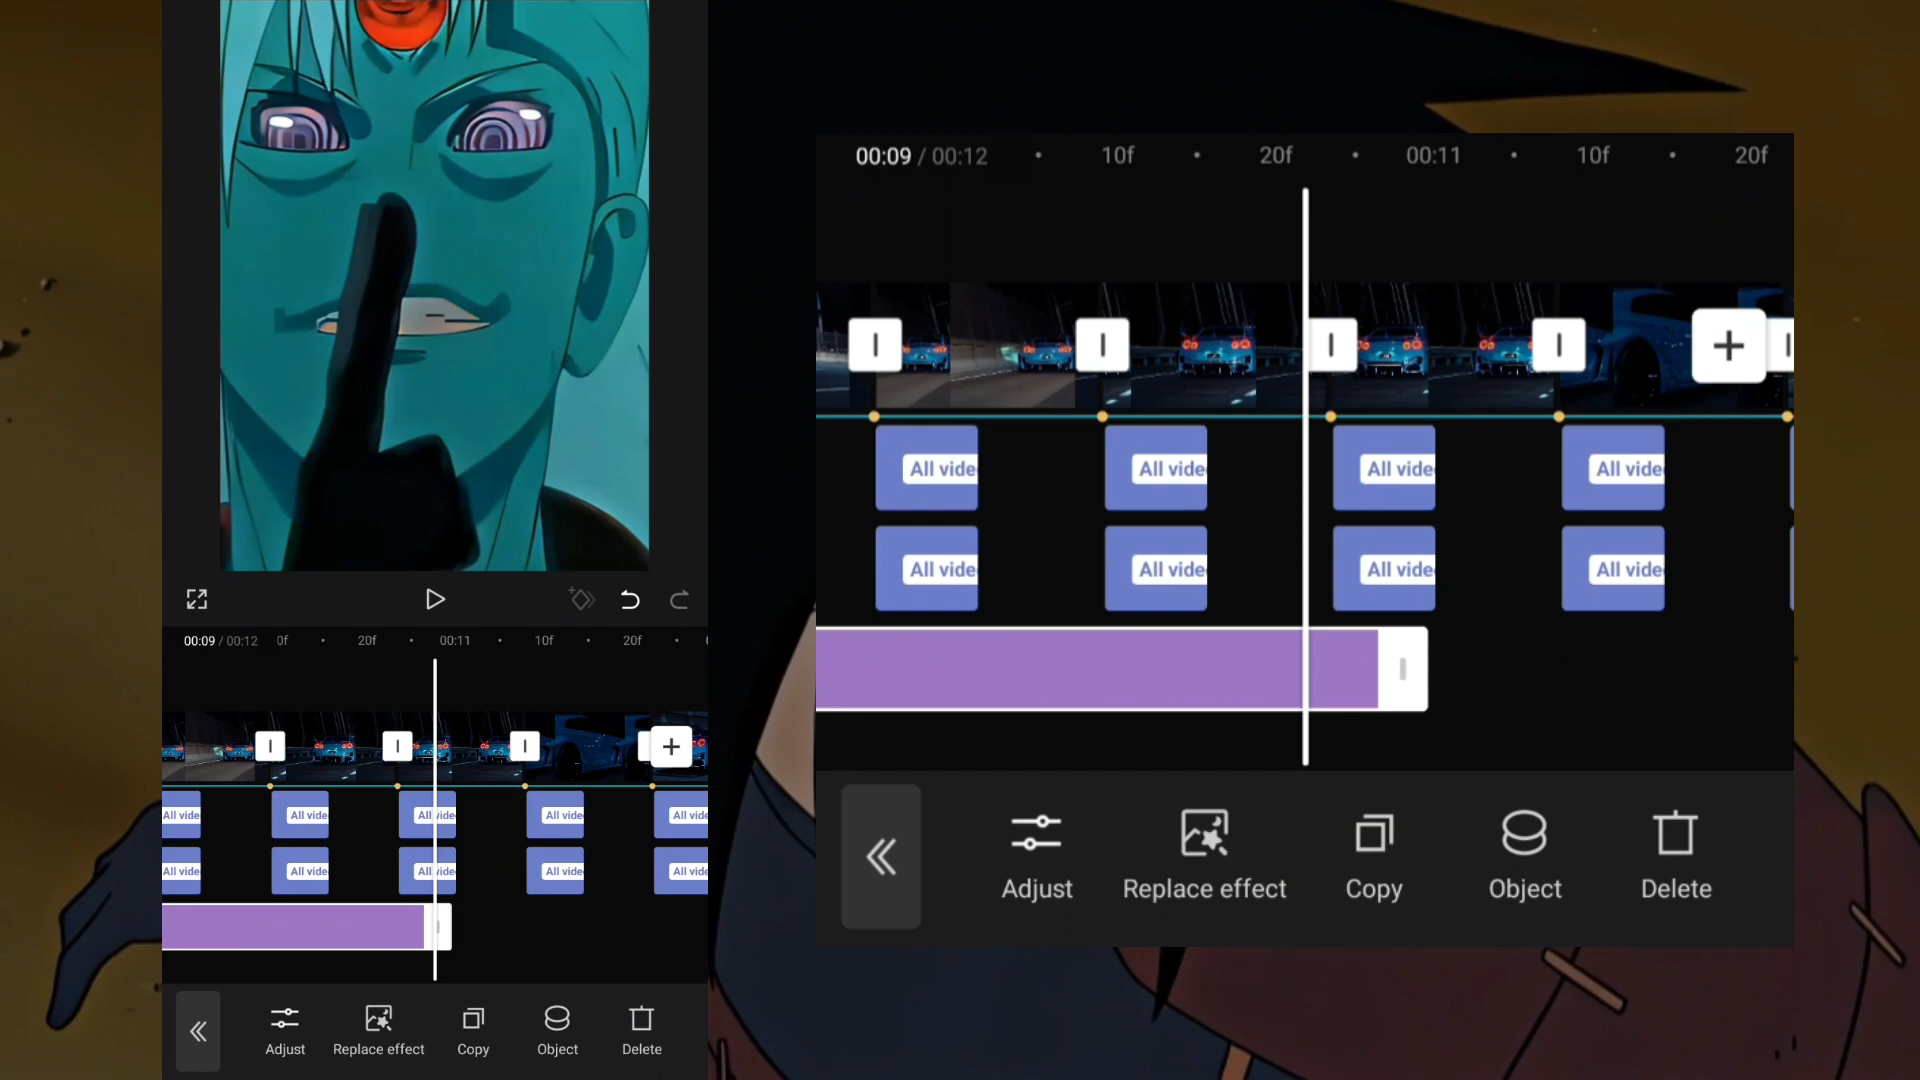 00:09 / 00:12 0f 20f 00:11 10f 20f
All vide All vide All vide All vide All vide
All vide All vide All vide All vide All vide
Adjust Replace effect Copy Object Delete
00:09 / 00:12 10f 20f 00:11 10f 20f
All vide All vide All vide All vide
All vide All vide All vide All vide
Adjust Replace effect Copy Object Delete